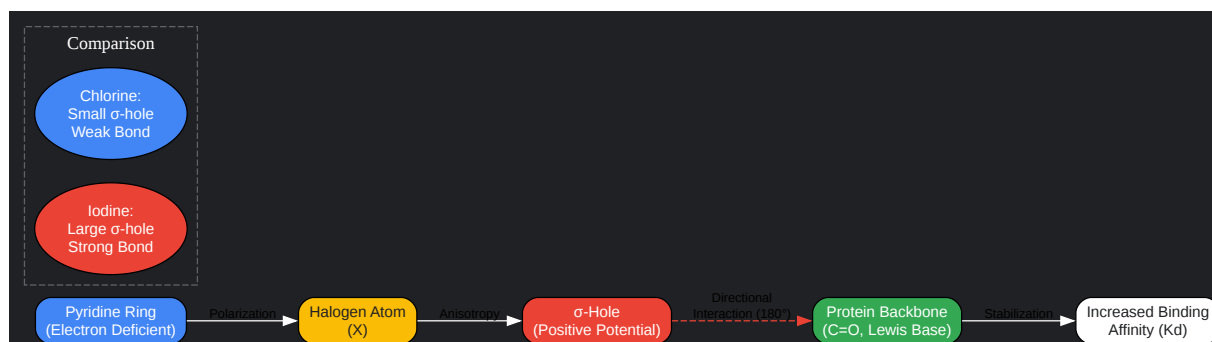 Comparison
Chlorine:
Small σ-hole
Weak Bond
Iodine:
Large σ-hole
Strong Bond
Pyridine Ring
(Electron Deficient)
Polarization
Halogen Atom
(X)
Anisotropy
σ-Hole
(Positive Potential)
Directional
Interaction (180°)
Protein Backbone
(C=O, Lewis Base)
Stabilization
Increased Binding
Affinity (Kd)